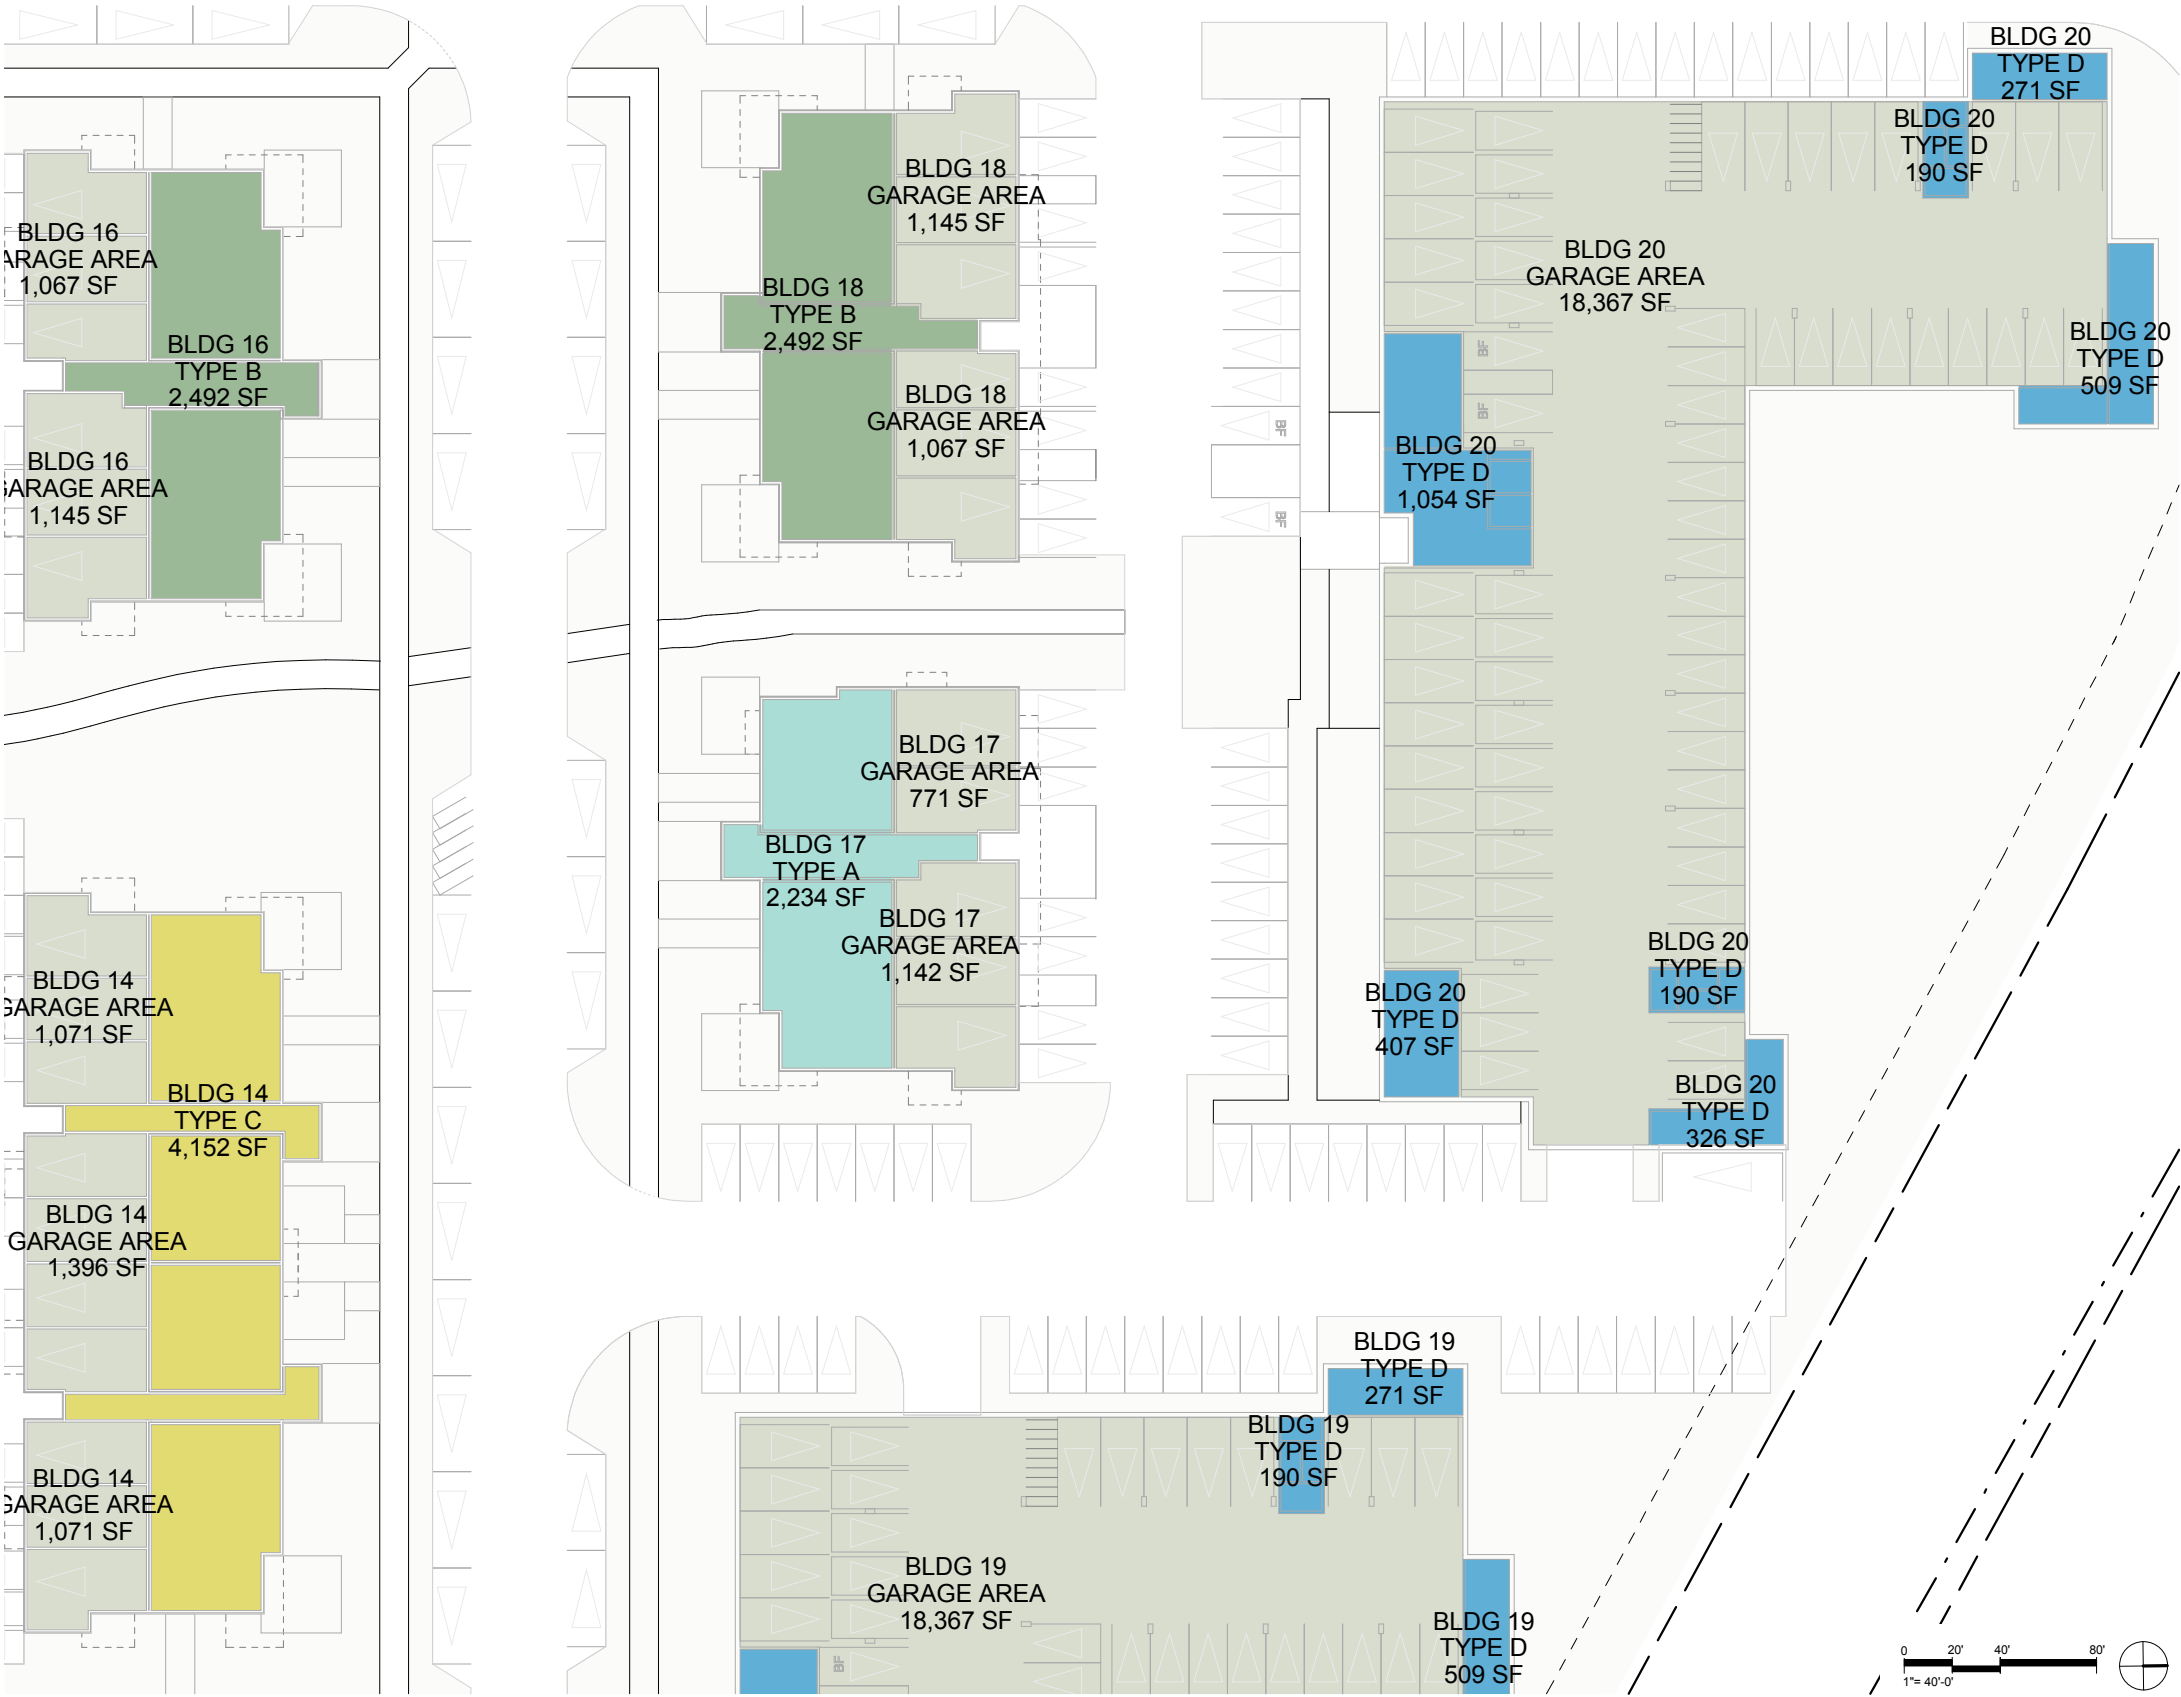 BLDG 20
TYPE D
271 SF
BLDG 20
TYPE D
190 SF
BLDG 18
GARAGE AREA
1,145 SF
BLDG 16
ARAGE AREA
1,067 SF
BLDG 20
GARAGE AREA
18,367 SF
BLDG 18
TYPE B
2,492 SF
BLDG 20
TYPE D
509 SF
BLDG 16
TYPE B
2,492 SF
BF
BF
BLDG 18
GARAGE AREA
1,067 SF
BF
BF
BLDG 20
TYPE D
1,054 SF
BLDG 16
GARAGE AREA
1,145 SF
BLDG 17
GARAGE AREA
771 SF
BLDG 17
TYPE A
2,234 SF
BLDG 17
GARAGE AREA
1,142 SF
BLDG 20
TYPE D
190 SF
BLDG 14
GARAGE AREA
1,071 SF
BLDG 20
TYPE D
407 SF
BLDG 14
TYPE C
4,152 SF
BLDG 20
TYPE D
326 SF
BLDG 14
GARAGE AREA
1,396 SF
BLDG 19
TYPE D
271 SF
BLDG 19
TYPE D
190 SF
BLDG 14
GARAGE AREA
1,071 SF
BLDG 19
GARAGE AREA
18,367 SF
BLDG 19
TYPE D
509 SF
BF
0 20' 40' 80'
1"= 40'-0"